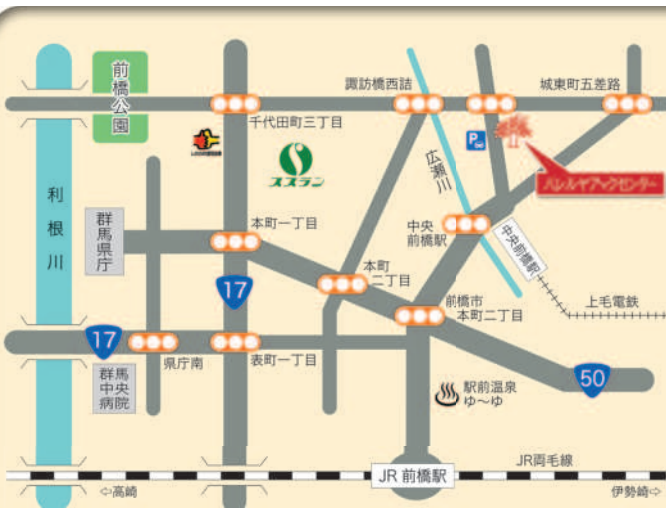 前橋公園
諏訪橋西詰
城東町五差路
千代田町三丁目
P
スズラン
広瀬川
ハレルヤブックセンター
利根川
群馬県庁
本町一丁目
中央
前橋駅
中央前橋駅
本町
二丁目
17
前橋市
本町二丁目
上毛電鉄
17
県庁南
表町一丁目
群馬
中央
病院
駅前温泉
ゆ〜ゆ
50
JR両毛線
JR 前橋駅
⇦高崎
伊勢崎⇨